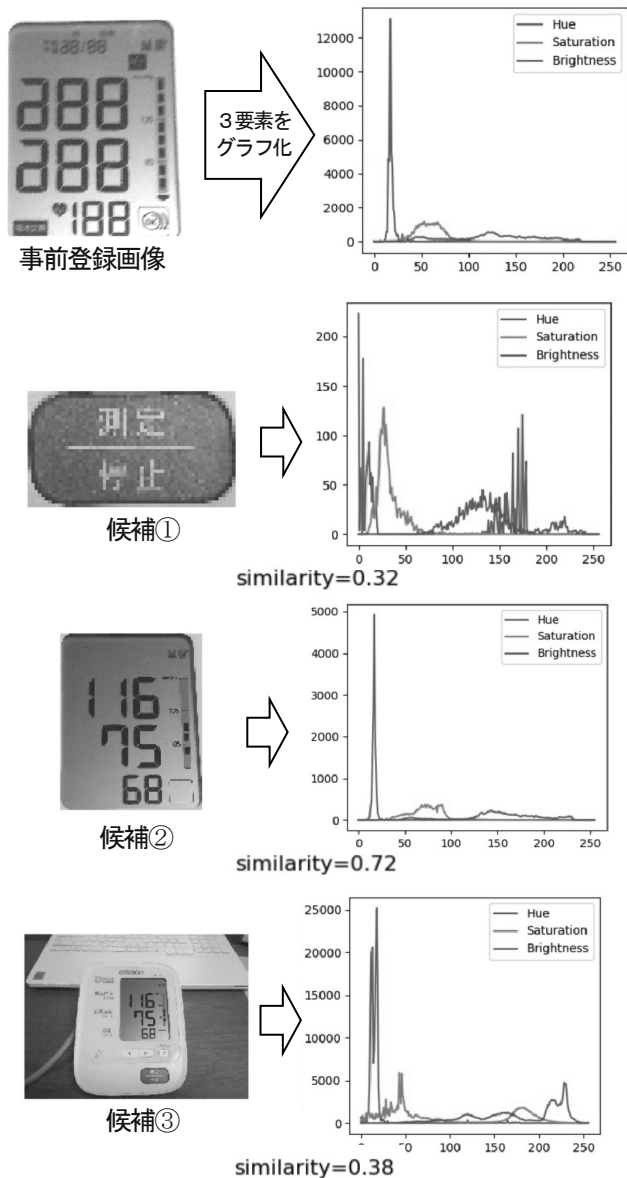 288
288
188
事前登録画像
3要素を
グラフ化
Hue
Saturation
Brightness
12000
10000
8000
6000
4000
2000
0
0 50 100 150 200 250
測定
停止
候補①
Hue
Saturation
Brightness
200
150
100
50
0
0 50 100 150 200 250
similarity=0.32
116
75
68
候補②
Hue
Saturation
Brightness
5000
4000
3000
2000
1000
0
0 50 100 150 200 250
similarity=0.72
OMRON
116
75
68
候補③
Hue
Saturation
Brightness
25000
20000
15000
10000
5000
0
0 100 150 200 250
similarity=0.38